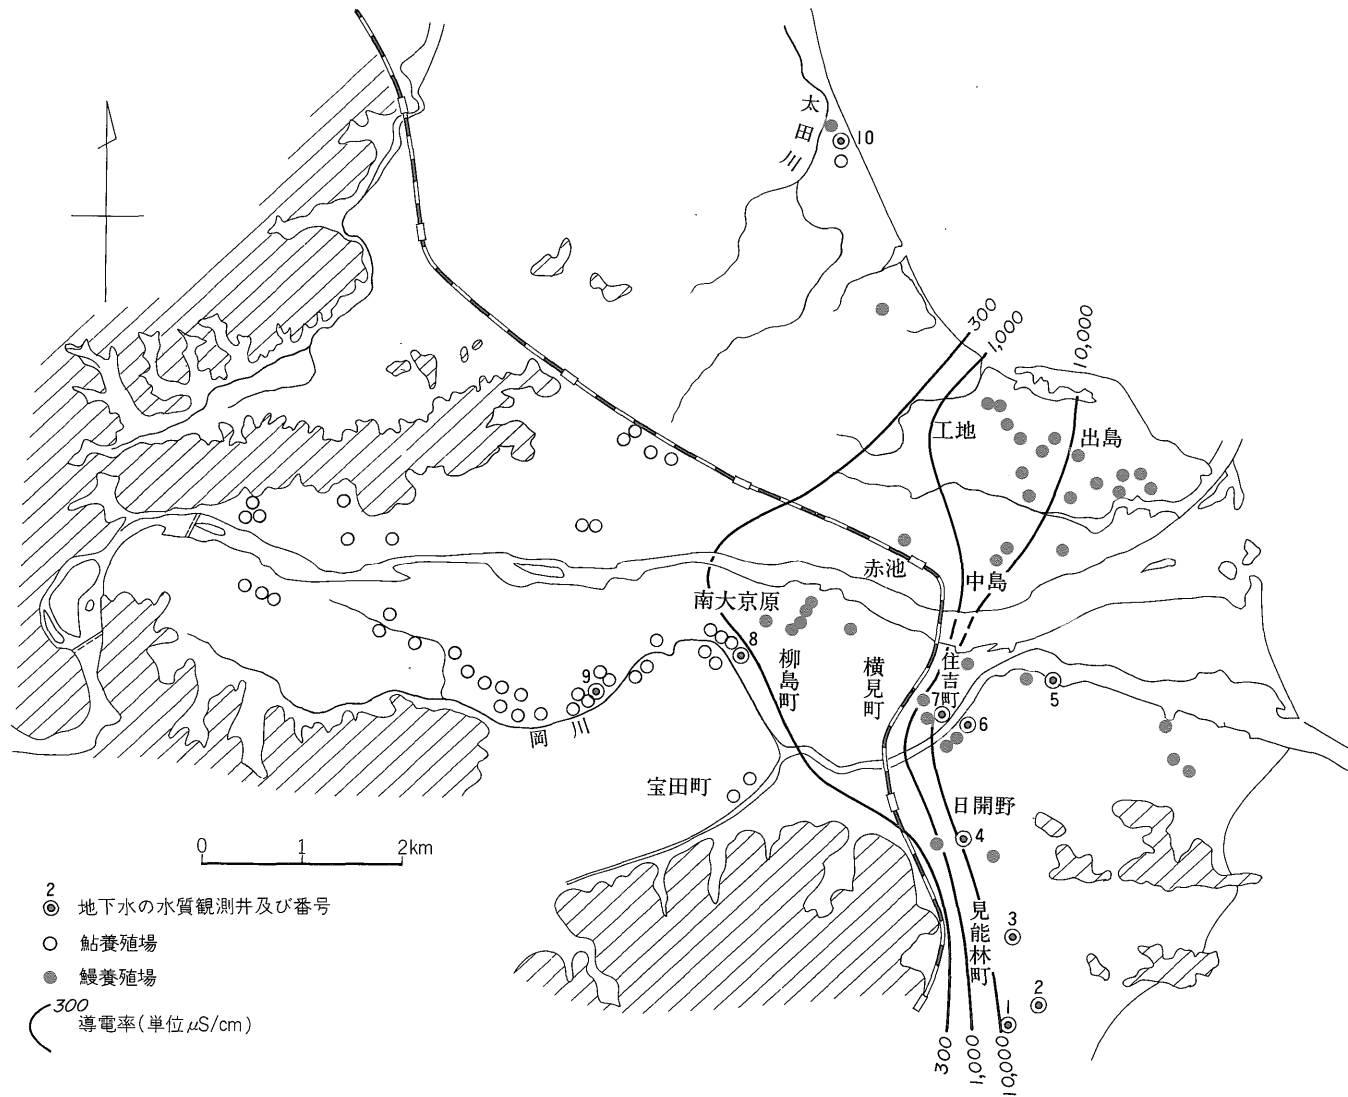 太田川
10
300
1,000
10,000
工地
出島
赤池
中島
南大京原
8
柳島町
横見町
住吉町
7
5
6
9
岡川
宝田町
日開野
4
見能林町
3
2
1
300
1,000
10,000
0 1 2km
2
地下水の水質観測井及び番号
鮎養殖場
鰻養殖場
300
導電率(単位μS/cm)